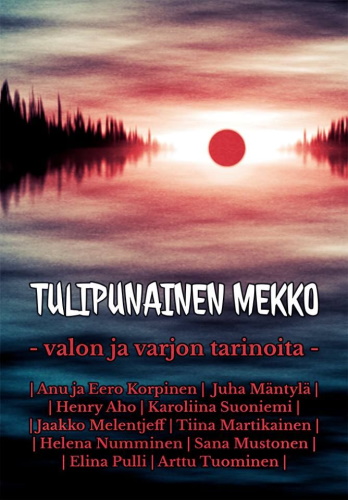 TULIPUNAINEN MEKKO
- valon ja varjon tarinoita -
| Anu ja Eero Korpinen | Juha Mäntylä |
| Henry Aho | Karoliina Suoniemi |
| Jaakko Melentjeff | Tiina Martikainen |
| Helena Numminen | Sana Mustonen |
| Elina Pulli | Arttu Tuominen |